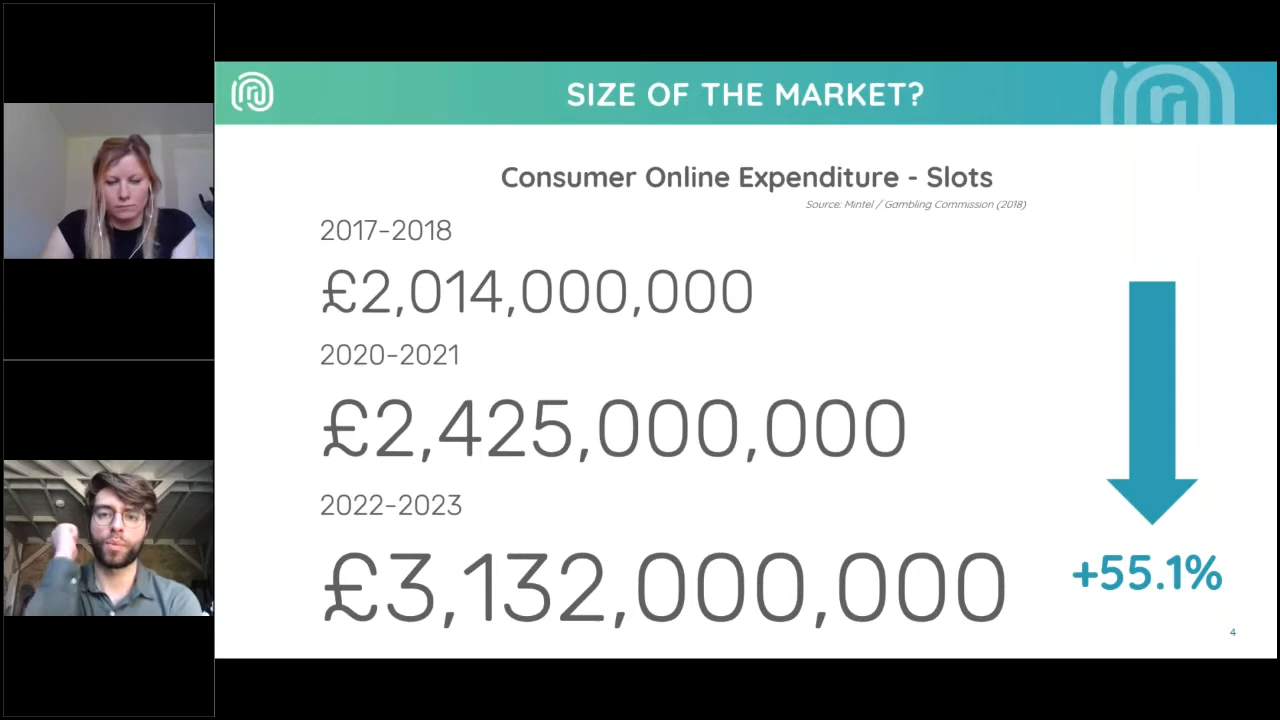 SIZE OF THE MARKET?
Consumer Online Expenditure - Slots
Source: Mintel / Gambling Commission (2018)
2017-2018
£2,014,000,000
2020-2021
£2,425,000,000
2022-2023
£3,132,000,000
+55.1%
4